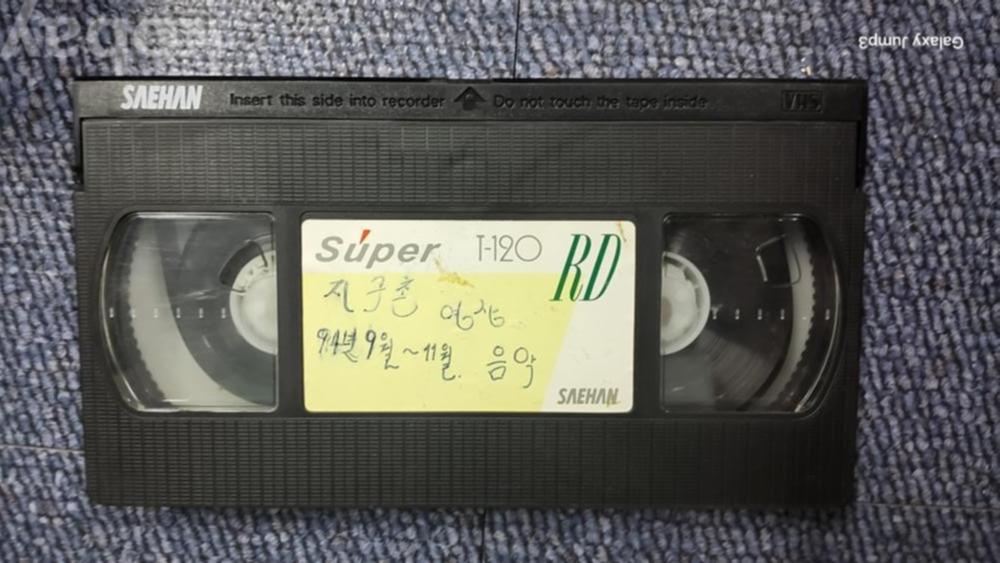 Galaxy Jump3
SAEHAN Insert this side into recorder Do not touch the tape inside VHS
Súper T-120 RD
지구촌 영상
94년 9월 ~ 11월. 음악
SAEHAN